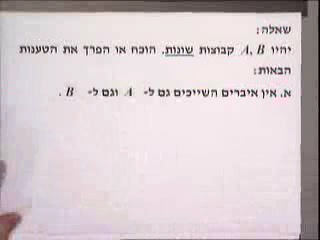 שאלה:
יהיו A, B קבוצות שונות. הוכח או הפרך את הטענות
הבאות:
א. אין איברים השייכים גם ל- A וגם ל- B .